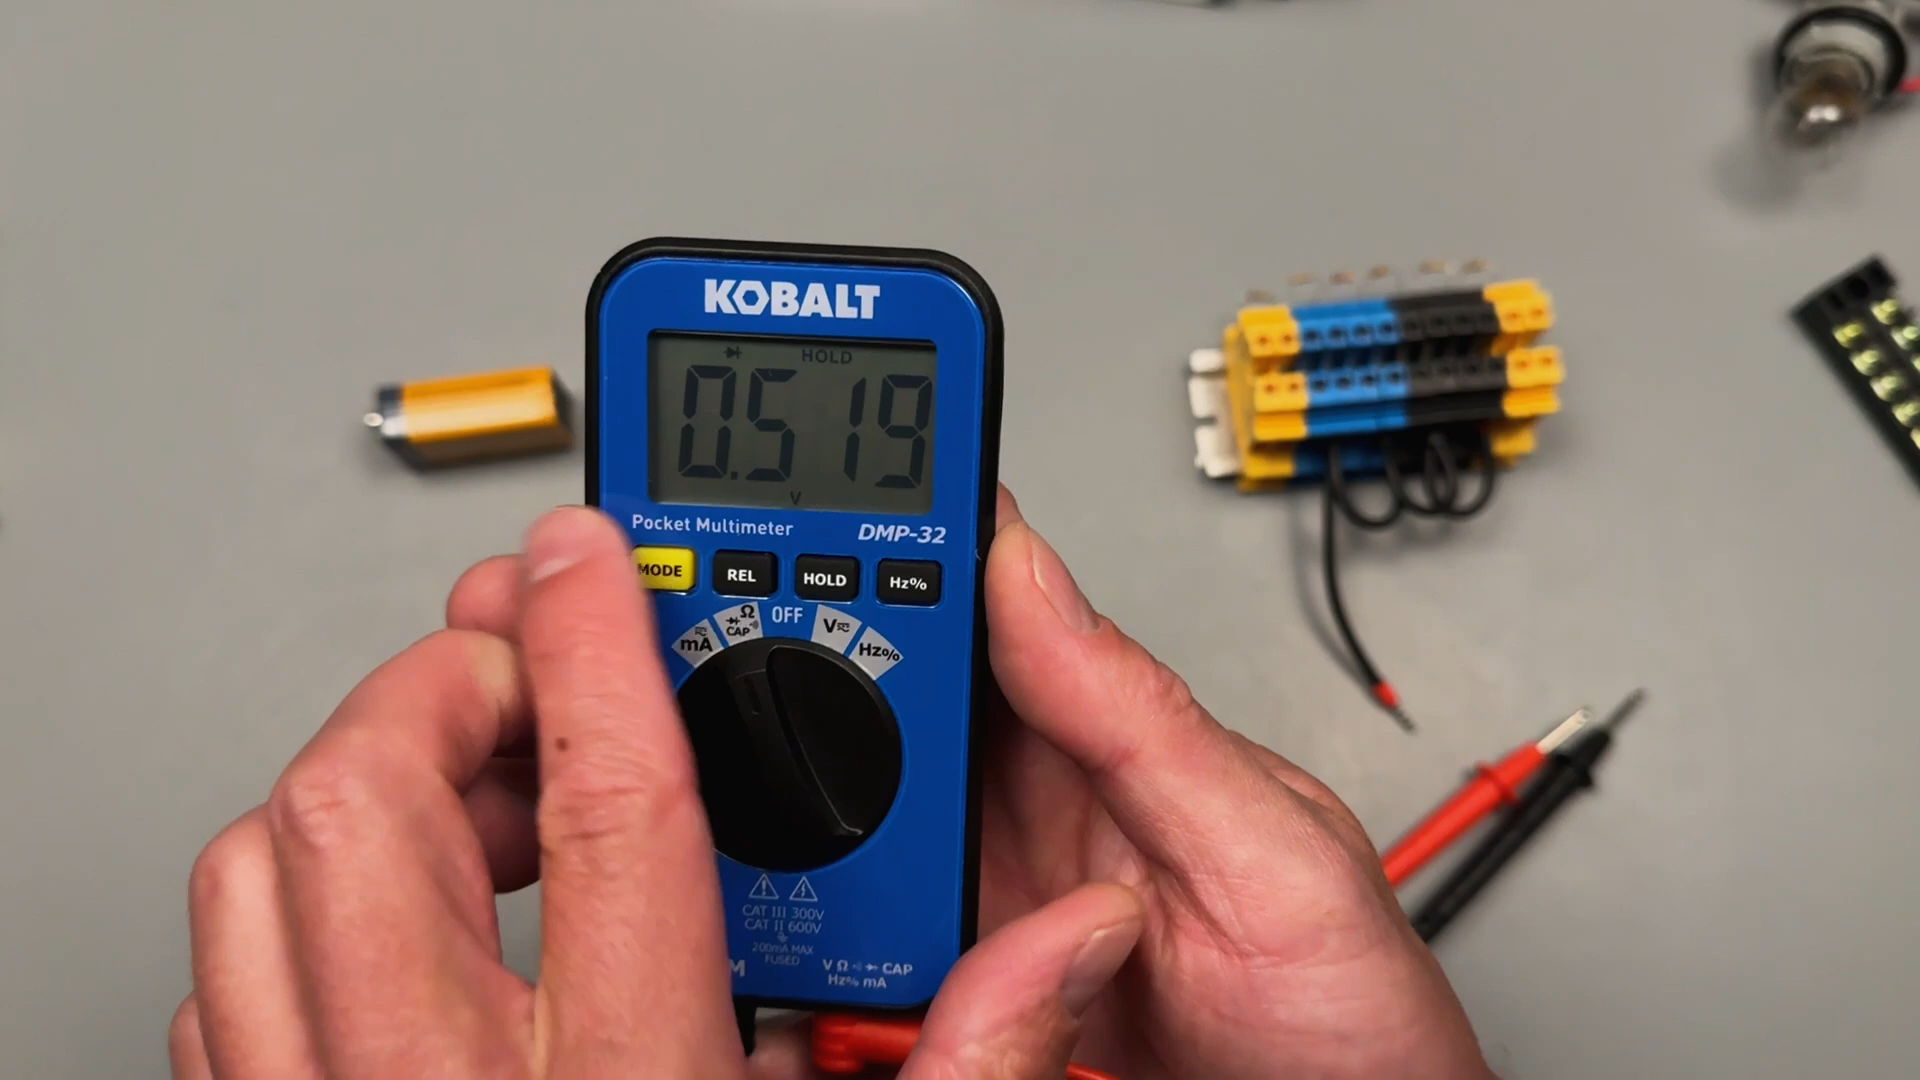 KOBALT
HOLD
0.519
V
Pocket Multimeter DMP-32
MODE REL HOLD Hz%
mA Ω CAP OFF V Hz%
CAT III 300V
CAT II 600V
200mA MAX
FUSED
M
V Ω CAP
Hz% mA